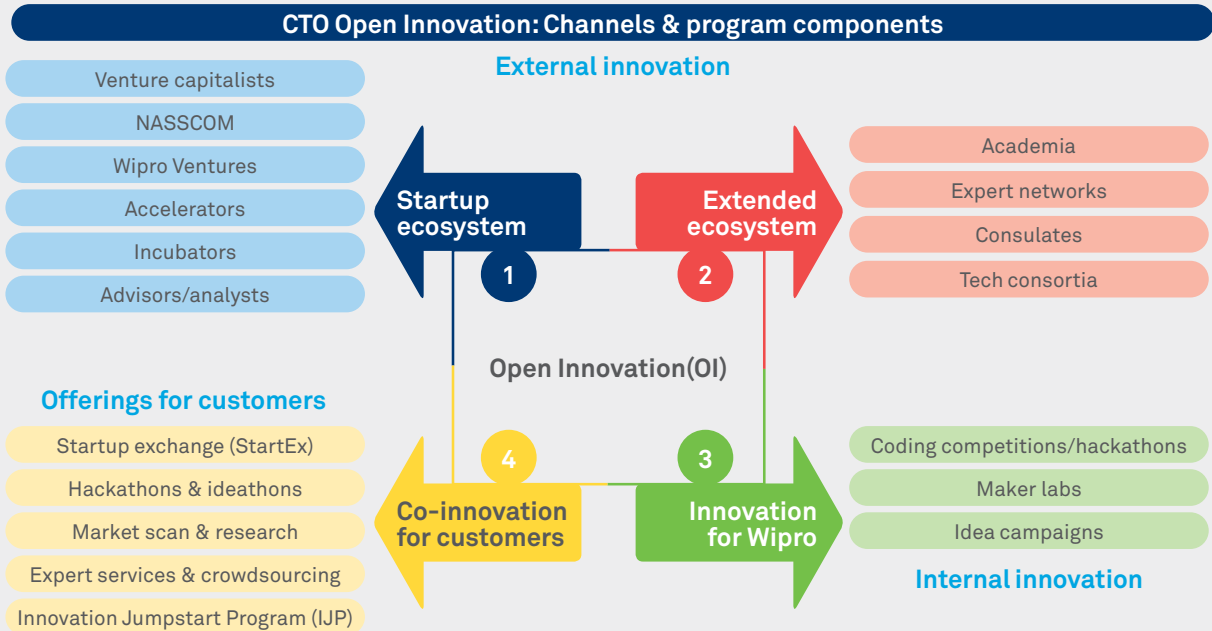 CTO Open Innovation: Channels & program components
External innovation
Venture capitalists
NASSCOM
Wipro Ventures
Accelerators
Incubators
Advisors/analysts
Startup
ecosystem
1
Extended
ecosystem
2
Academia
Expert networks
Consulates
Tech consortia
Open Innovation(OI)
Offerings for customers
Startup exchange (StartEx)
Hackathons & ideathons
Market scan & research
Expert services & crowdsourcing
Innovation Jumpstart Program (IJP)
4
Co-innovation
for customers
3
Innovation
for Wipro
Coding competitions/hackathons
Maker labs
Idea campaigns
Internal innovation